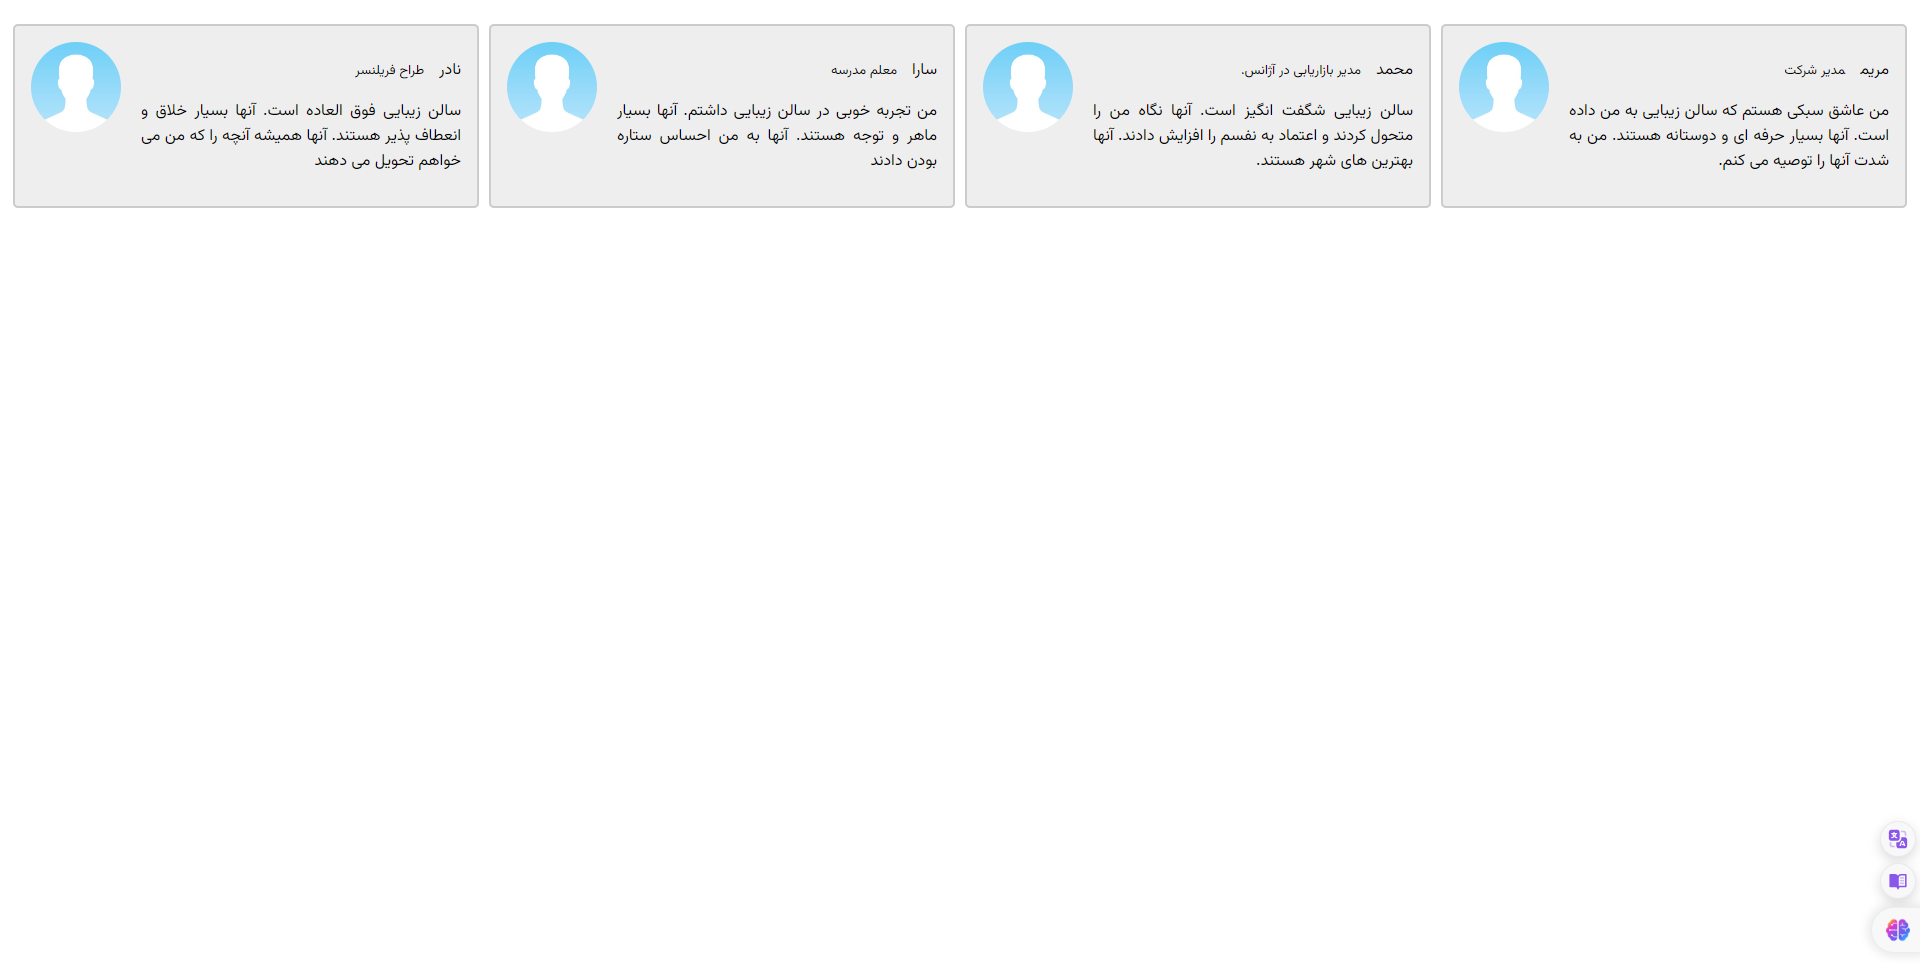 مریم مدیر شرکت
من عاشق سبکی هستم که سالن زیبایی به من داده
است. آنها بسیار حرفه ای و دوستانه هستند. من به
شدت آنها را توصیه می کنم.
محمد مدیر بازاریابی در آژانس.
سالن زیبایی شگفت انگیز است. آنها نگاه من را
متحول کردند و اعتماد به نفسم را افزایش دادند. آنها
بهترین های شهر هستند.
سارا معلم مدرسه
من تجربه خوبی در سالن زیبایی داشتم. آنها بسیار
ماهر و توجه هستند. آنها به من احساس ستاره
بودن دادند
نادر طراح فریلنسر
سالن زیبایی فوق العاده است. آنها بسیار خلاق و
انعطاف پذیر هستند. آنها همیشه آنچه را که من می
خواهم تحویل می دهند